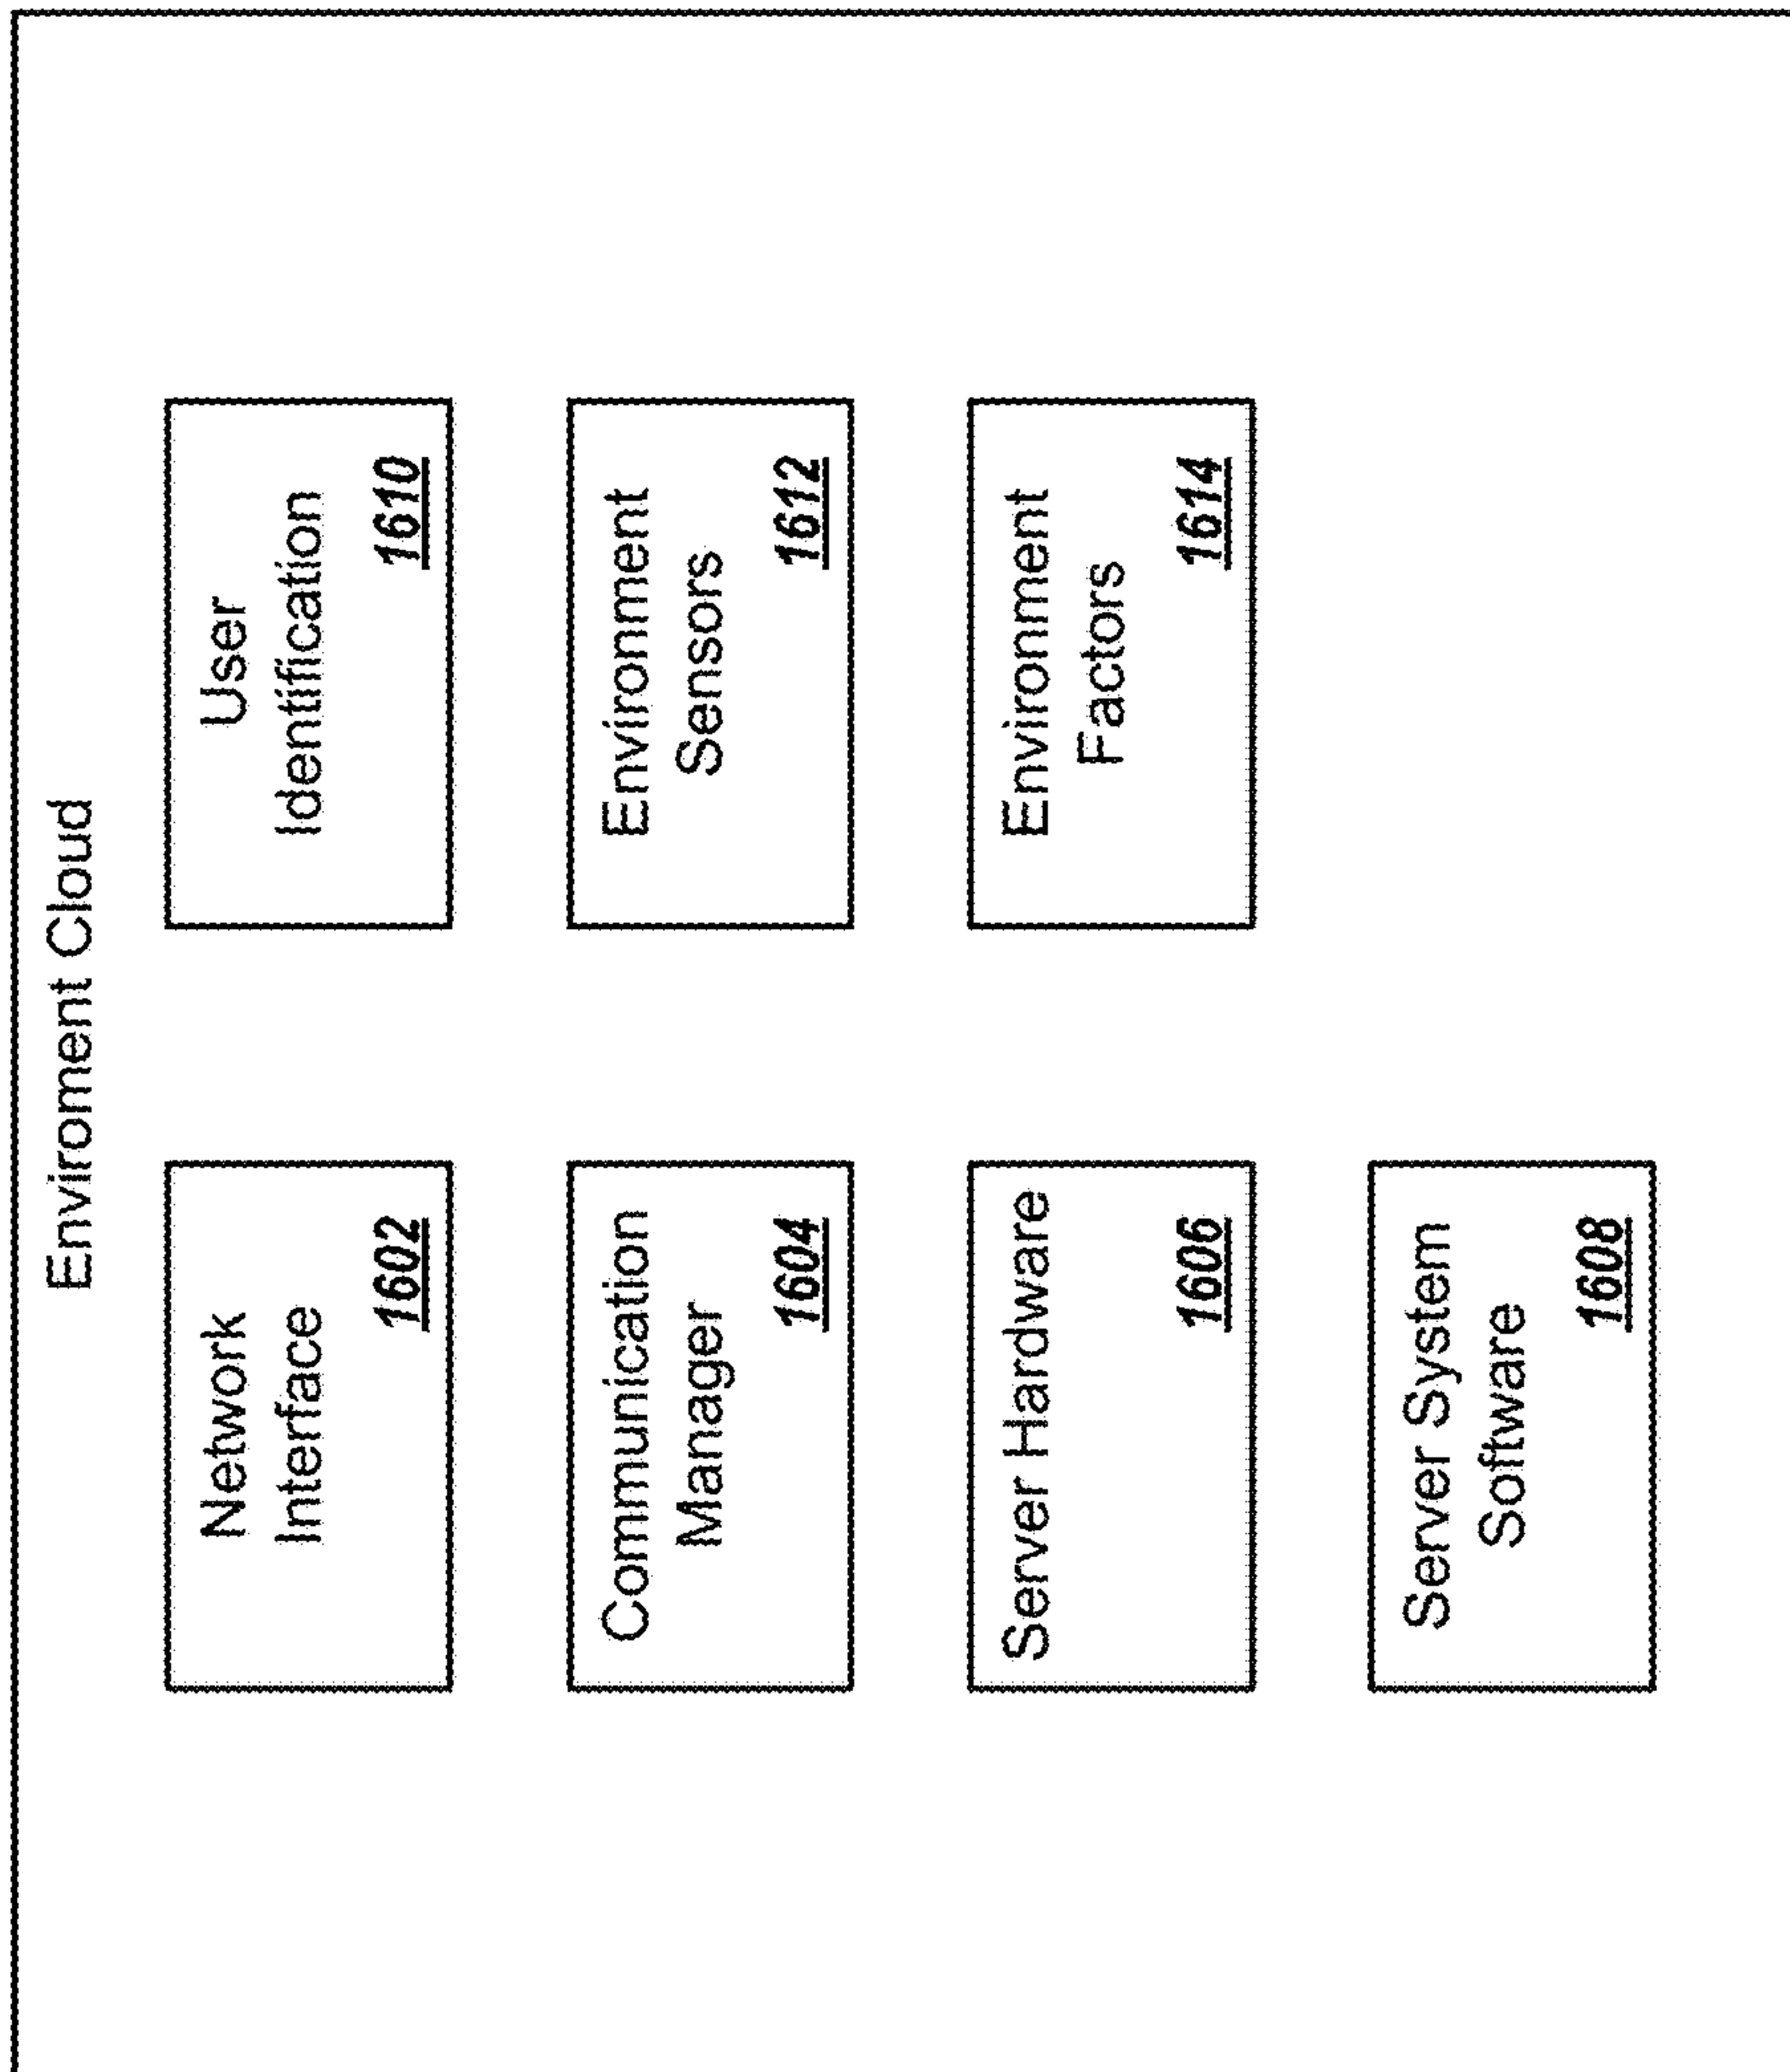 Enviroment Cloud
Network
Interface
1602
Communication
Manager
1604
Server Hardware
1606
Server System
Software
1608
User
Identification
1610
Environment
Sensors
1612
Environment
Factors
1614